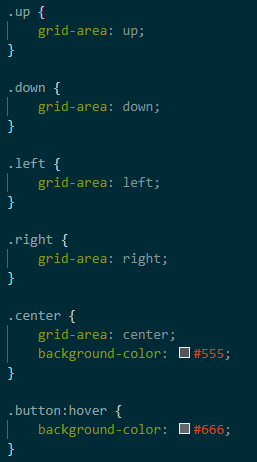 .up {
    grid-area: up;
}

.down {
    grid-area: down;
}

.left {
    grid-area: left;
}

.right {
    grid-area: right;
}

.center {
    grid-area: center;
    background-color: #555;
}

.button:hover {
    background-color: #666;
}